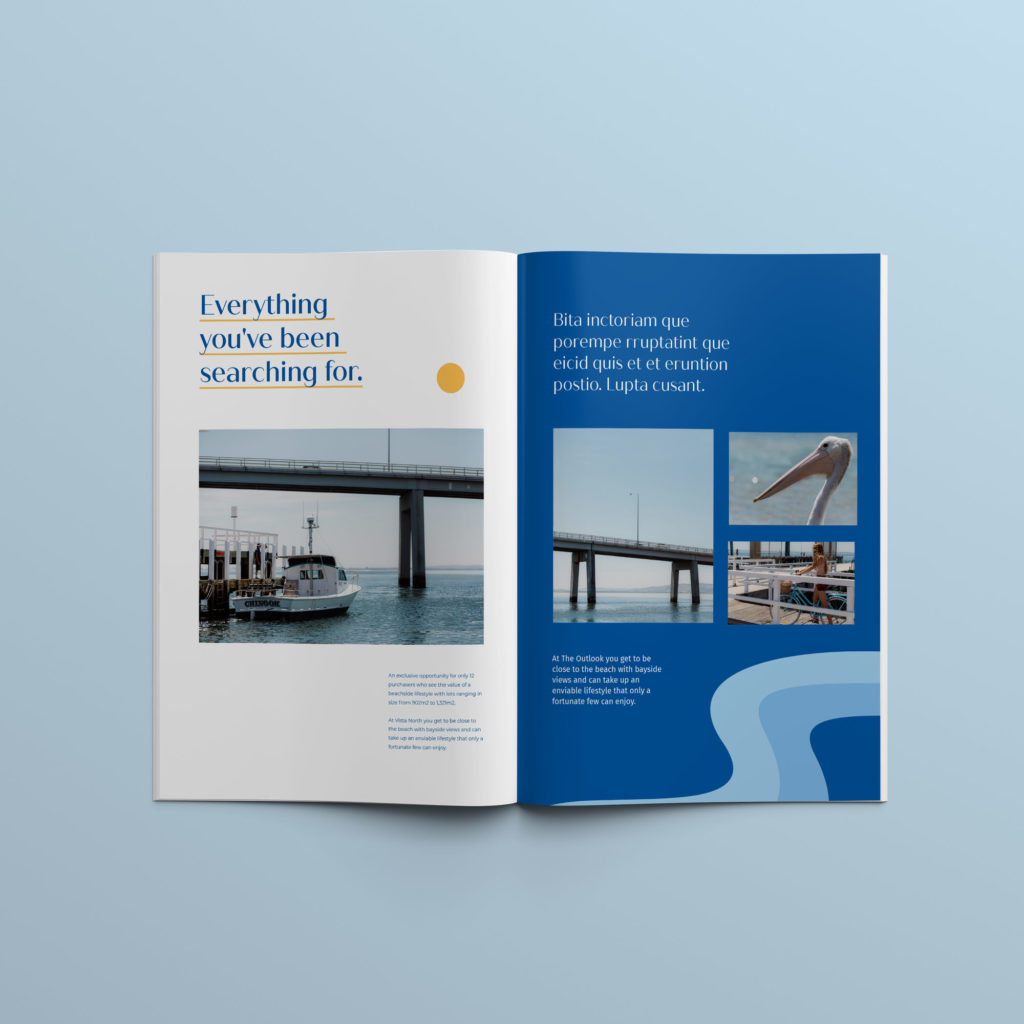 Everything
you've been
searching for.
CHINOOK
An exclusive opportunity for only 12
purchasers who see the value of a
beachside lifestyle with lots ranging in
size from 902m2 to 1,321m2.
At Vista North you get to be close to
the beach with bayside views and can
take up an enviable lifestyle that only a
fortunate few can enjoy.
Bita inctoriam que
porempe rruptatint que
eicid quis et et eruntion
postio. Lupta cusant.
At The Outlook you get to be
close to the beach with bayside
views and can take up an
enviable lifestyle that only a
fortunate few can enjoy.